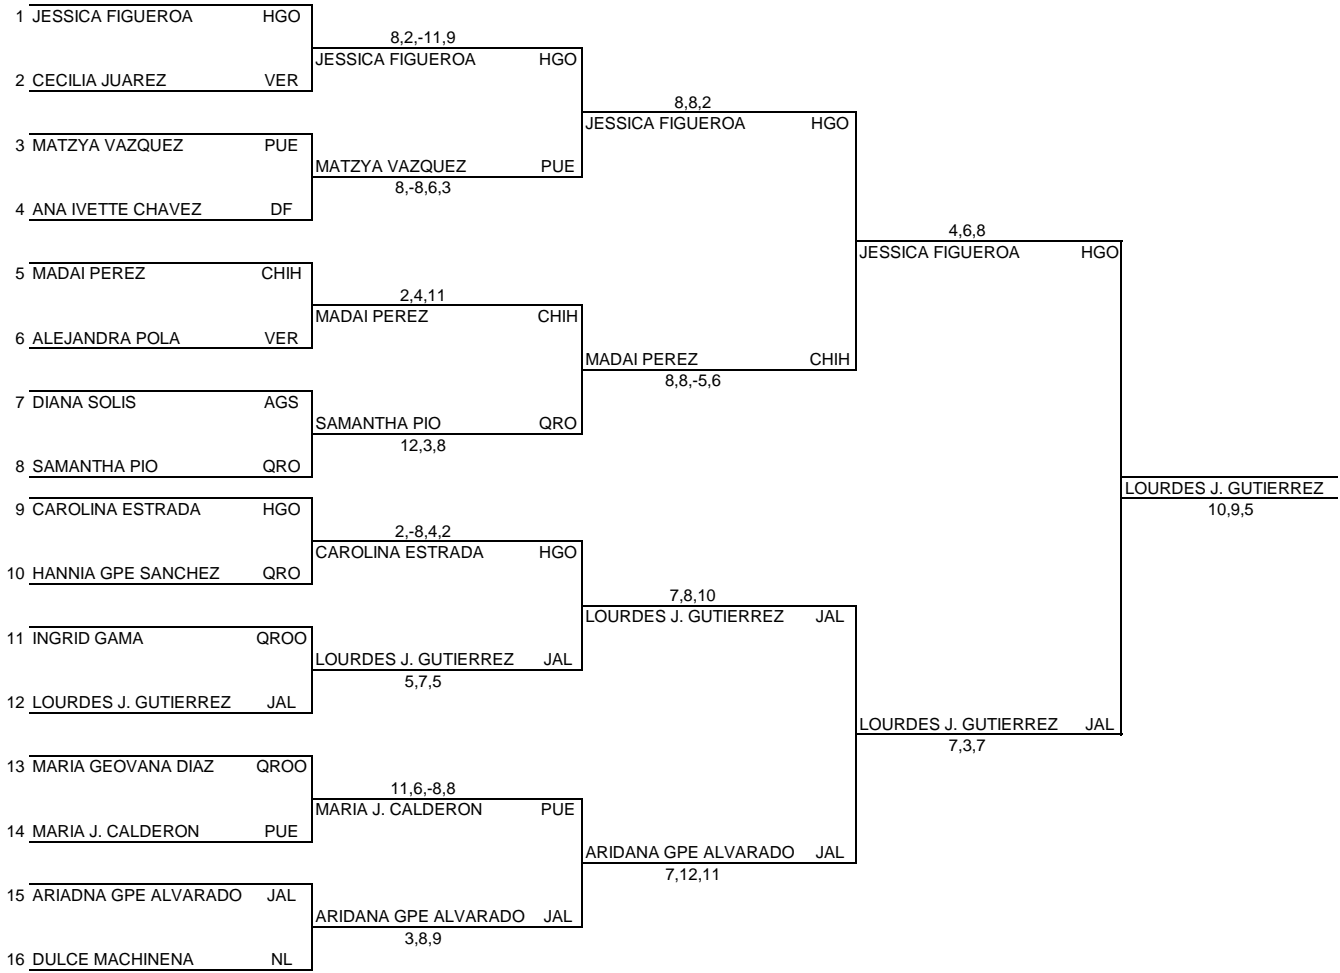 1 JESSICA FIGUEROA HGO
8,2,-11,9
JESSICA FIGUEROA HGO
2 CECILIA JUAREZ VER
8,8,2
JESSICA FIGUEROA HGO
3 MATZYA VAZQUEZ PUE
MATZYA VAZQUEZ PUE
8,-8,6,3
4 ANA IVETTE CHAVEZ DF
4,6,8
JESSICA FIGUEROA HGO
5 MADAI PEREZ CHIH
2,4,11
MADAI PEREZ CHIH
6 ALEJANDRA POLA VER
MADAI PEREZ CHIH
8,8,-5,6
7 DIANA SOLIS AGS
SAMANTHA PIO QRO
12,3,8
8 SAMANTHA PIO QRO
LOURDES J. GUTIERREZ
10,9,5
9 CAROLINA ESTRADA HGO
2,-8,4,2
CAROLINA ESTRADA HGO
10 HANNIA GPE SANCHEZ QRO
7,8,10
LOURDES J. GUTIERREZ JAL
11 INGRID GAMA QROO
LOURDES J. GUTIERREZ JAL
5,7,5
12 LOURDES J. GUTIERREZ JAL
LOURDES J. GUTIERREZ JAL
7,3,7
13 MARIA GEOVANA DIAZ QROO
11,6,-8,8
MARIA J. CALDERON PUE
14 MARIA J. CALDERON PUE
ARIDANA GPE ALVARADO JAL
7,12,11
15 ARIADNA GPE ALVARADO JAL
ARIDANA GPE ALVARADO JAL
3,8,9
16 DULCE MACHINENA NL